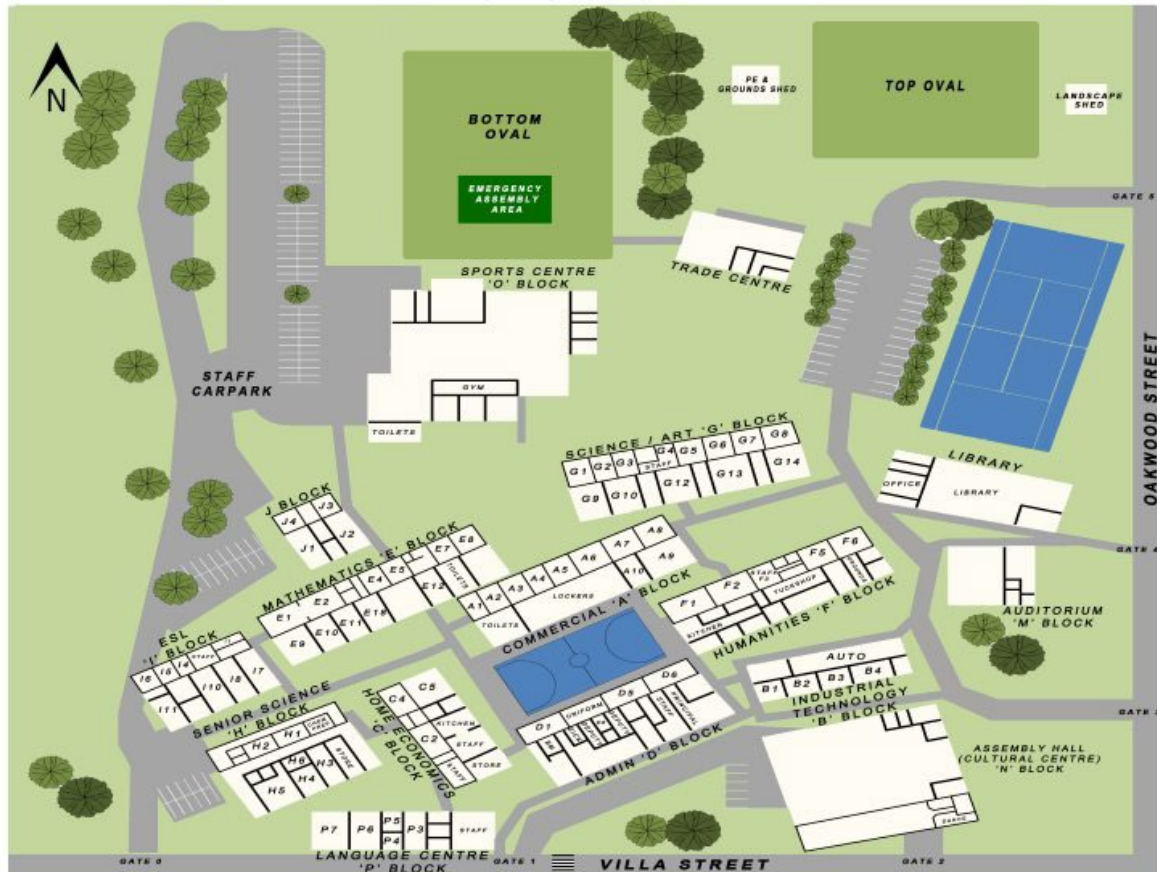 N
BOTTOM
OVAL
EMERGENCY
ASSEMBLY
AREA
PE &
GROUNDS SHED
TOP OVAL
LANDSCAPE
SHED
GATE 5
TRADE CENTRE
SPORTS CENTRE
'O' BLOCK
GYM
TOILETS
STAFF
CARPARK
OAKWOOD STREET
SCIENCE / ART 'G' BLOCK
G1 G2 G3 G4 G5 G6 G7 G8
STAFF
G9 G10 G12 G13 G14
LIBRARY
OFFICE
LIBRARY
GATE 4
J BLOCK
J4 J3
J1 J2
MATHEMATICS 'E' BLOCK
E1 E2 E4 E5 E7 E8
E9 E10 E11 E12
TOILETS
A1 A2 A3 A4 A5 A6 A7 A8
TOILETS
LOCKERS
A10 A9
COMMERCIAL 'A' BLOCK
F1 F2 F5 F6
STAFF
KITCHEN
TUCKSHOP
HUMANITIES 'F' BLOCK
AUDITORIUM
'M' BLOCK
ESL
'I' BLOCK
I6 I5 I4
STAFF
I11 I10 I8 I7
SENIOR SCIENCE
'H' BLOCK
H2 H1
H6
H5 H4 H3
STORE
HOME ECONOMICS
'C' BLOCK
C4 C5
KITCHEN
C2
STAFF
STAFF
STORE
D1 UNIFORM D5 D6
DEPUTY
DEPUTY
STAFF
PRINCIPAL
ADMIN 'D' BLOCK
AUTO
B1 B2 B3 B4
INDUSTRIAL
TECHNOLOGY
'B' BLOCK
GATE 3
ASSEMBLY HALL
(CULTURAL CENTRE)
'N' BLOCK
P7 P6 P5 P4 P3 STAFF
LANGUAGE CENTRE
'P' BLOCK
GATE 0
GATE 1
VILLA STREET
GATE 2